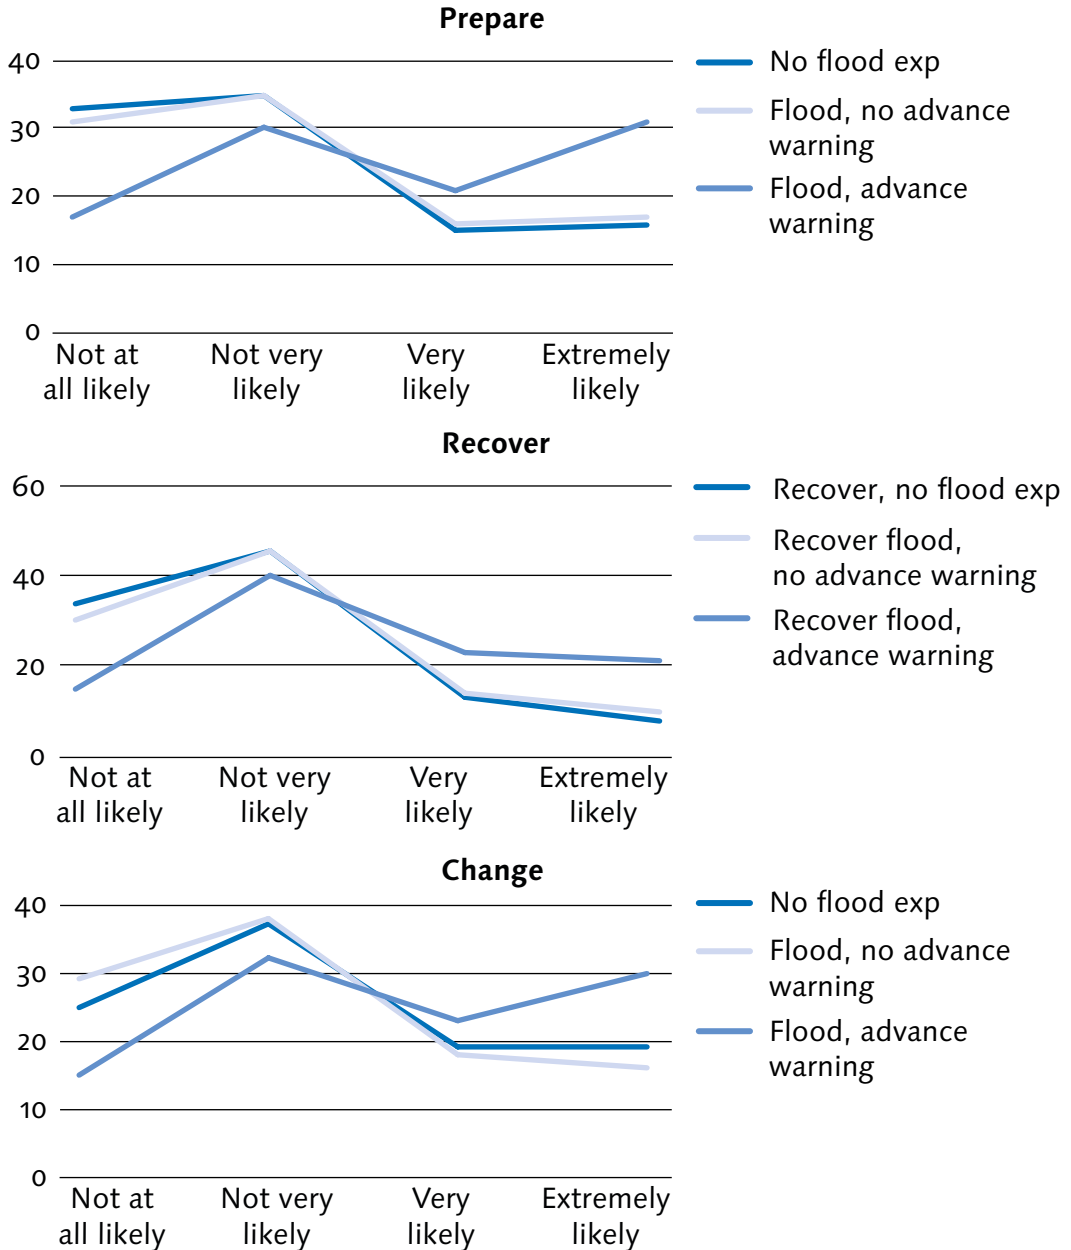 Prepare
40
30
20
10
0
Not at
all likely
Not very
likely
Very
likely
Extremely
likely
No flood exp
Flood, no advance
warning
Flood, advance
warning
Recover
60
40
20
0
Not at
all likely
Not very
likely
Very
likely
Extremely
likely
Recover, no flood exp
Recover flood,
no advance warning
Recover flood,
advance warning
Change
40
30
20
10
0
Not at
all likely
Not very
likely
Very
likely
Extremely
likely
No flood exp
Flood, no advance
warning
Flood, advance
warning